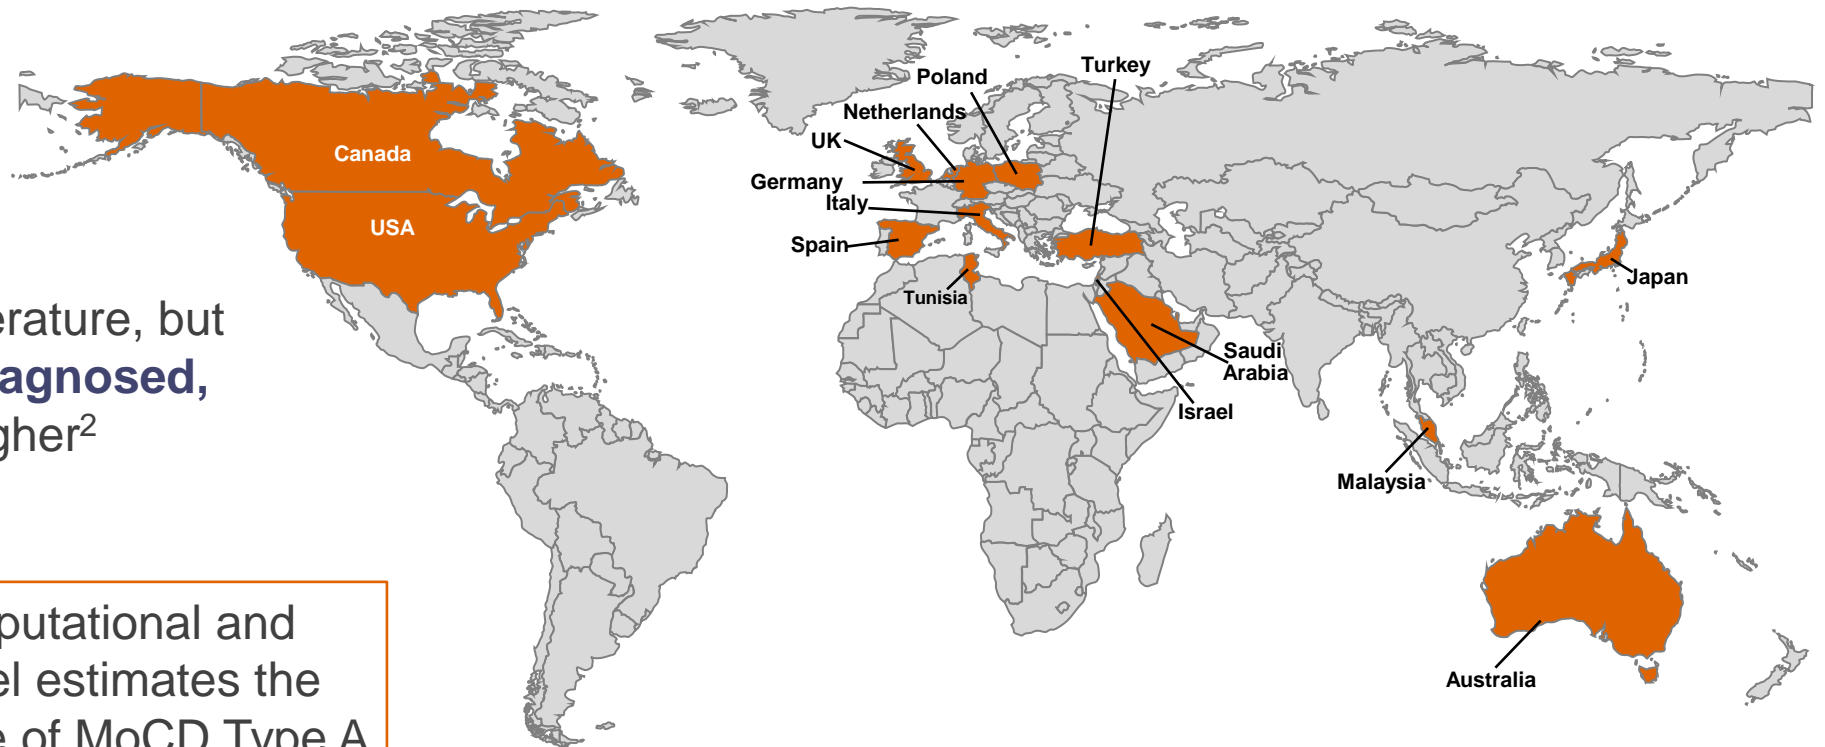 Turkey
Poland
Netherlands
UK
Canada
Germany
Italy
USA
Spain
Tunisia
Japan
erature, but
agnosed,
gher2
Saudi
Arabia
Israel
Malaysia
Australia
putational and
el estimates the
e of MoCD Type A